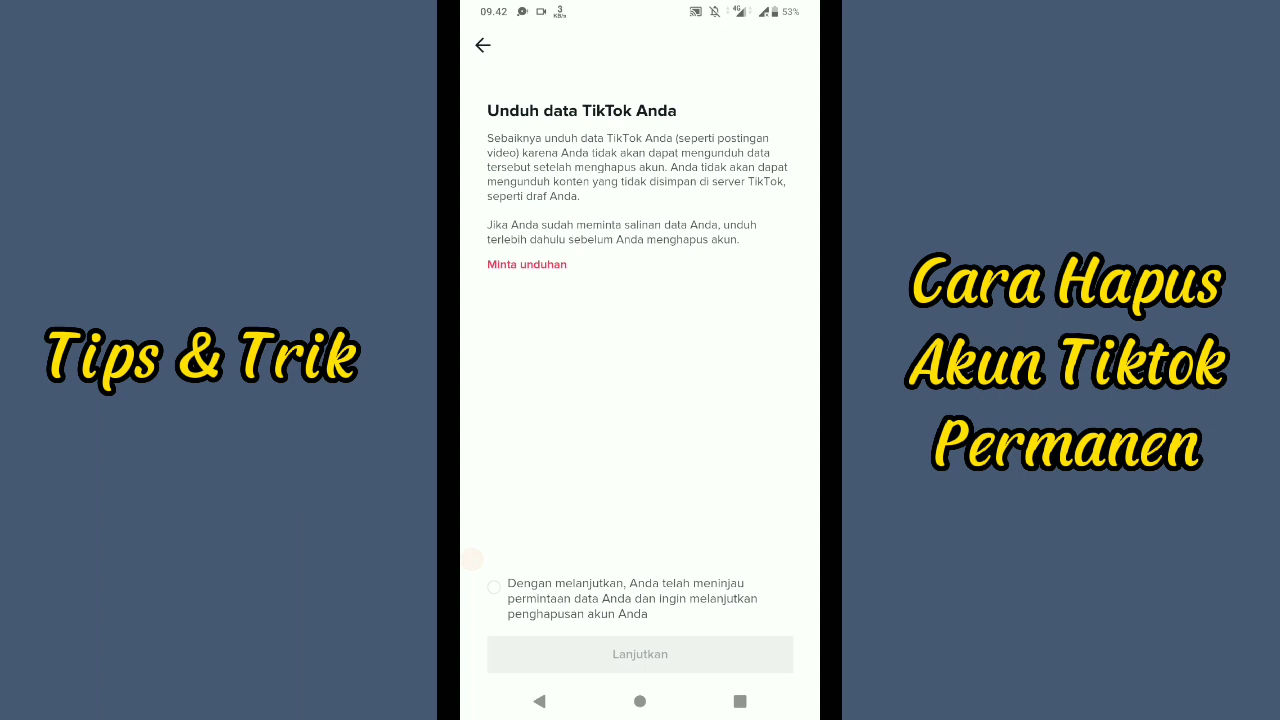 09.42
3
KB/s
4G
53%
Unduh data TikTok Anda
Sebaiknya unduh data TikTok Anda (seperti postingan
video) karena Anda tidak akan dapat mengunduh data
tersebut setelah menghapus akun. Anda tidak akan dapat
mengunduh konten yang tidak disimpan di server TikTok,
seperti draf Anda.
Jika Anda sudah meminta salinan data Anda, unduh
terlebih dahulu sebelum Anda menghapus akun.
Minta unduhan
Dengan melanjutkan, Anda telah meninjau
permintaan data Anda dan ingin melanjutkan
penghapusan akun Anda
Lanjutkan
Tips & Trik
Cara Hapus
Akun Tiktok
Permanen